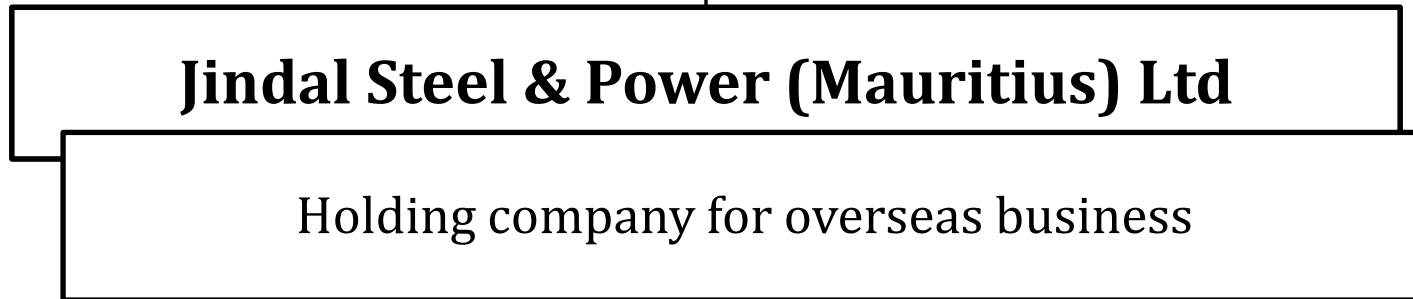 Jindal Steel & Power (Mauritius) Ltd
Holding company for overseas business